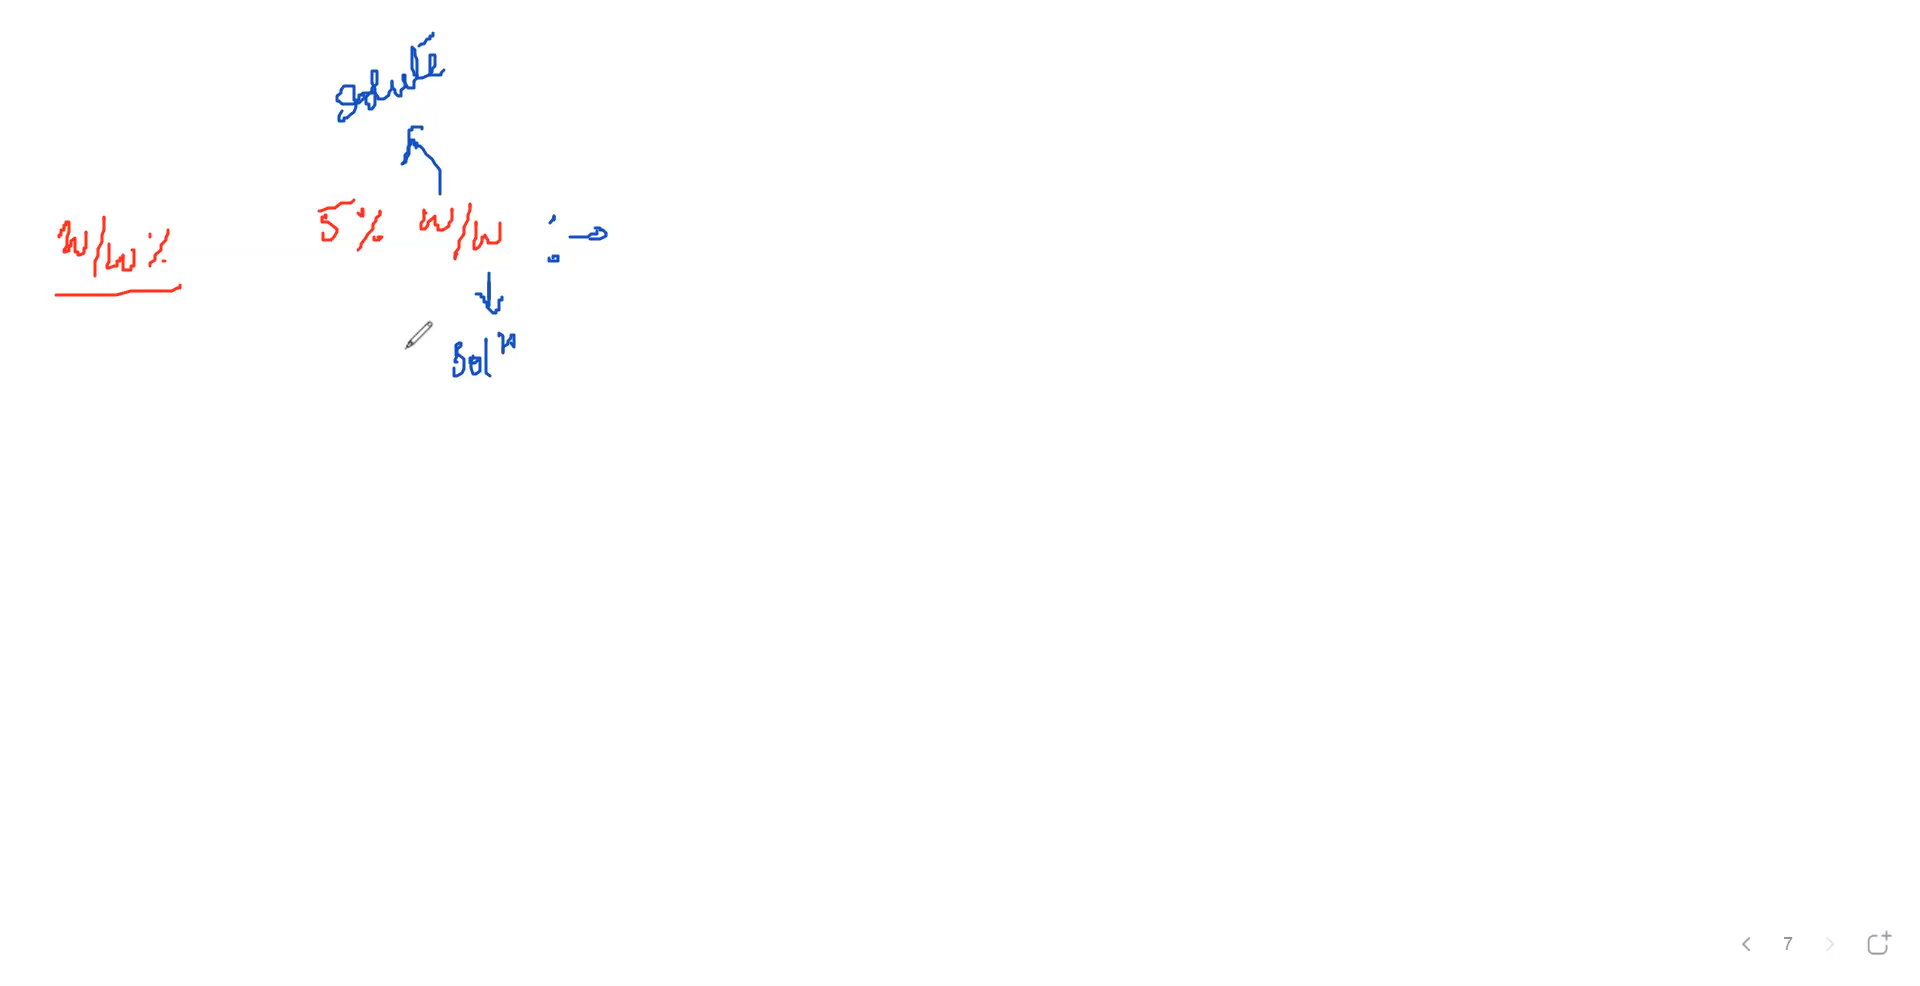 solute
w/w %
5% w/w :→
solⁿ
7